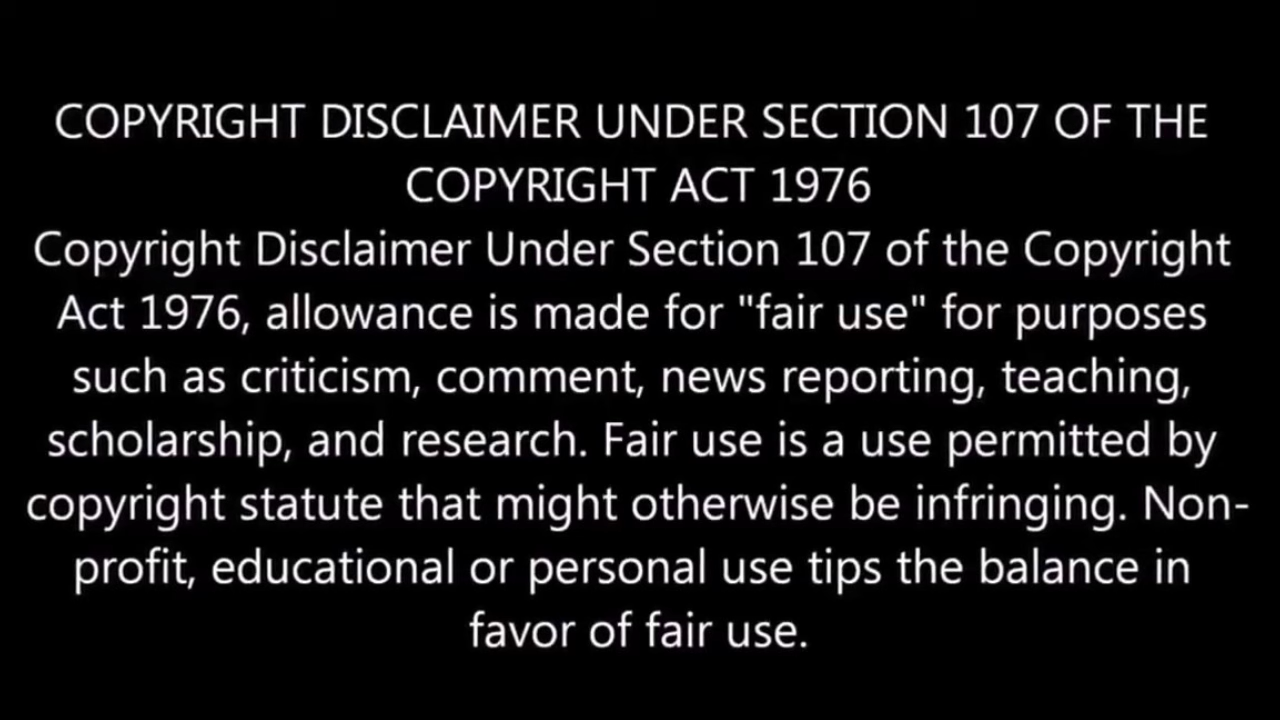 COPYRIGHT DISCLAIMER UNDER SECTION 107 OF THE
COPYRIGHT ACT 1976
Copyright Disclaimer Under Section 107 of the Copyright
Act 1976, allowance is made for "fair use" for purposes
such as criticism, comment, news reporting, teaching,
scholarship, and research. Fair use is a use permitted by
copyright statute that might otherwise be infringing. Non-
profit, educational or personal use tips the balance in
favor of fair use.